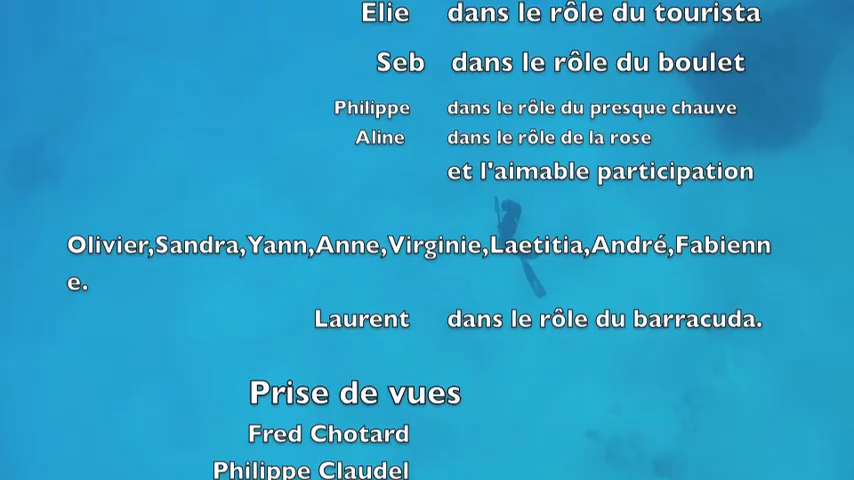 Elie dans le rôle du tourista
Seb dans le rôle du boulet
Philippe dans le rôle du presque chauve
Aline dans le rôle de la rose
et l'aimable participation
Olivier,Sandra,Yann,Anne,Virginie,Laetitia,André,Fabienn
e.
Laurent dans le rôle du barracuda.
Prise de vues
Fred Chotard
Philippe Claudel